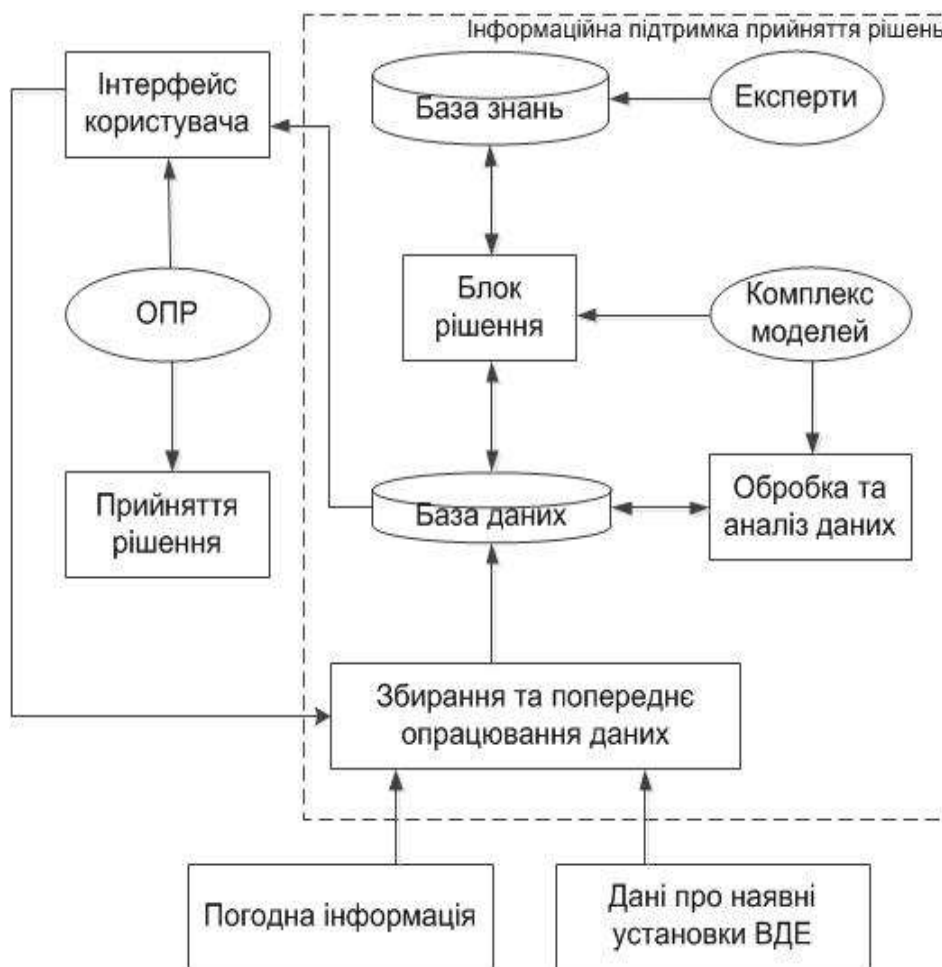 Інформаційна підтримка прийняття рішень
Інтерфейс
користувача
База знань
Експерти
ОПР
Блок
рішення
Комплекс
моделей
Прийняття
рішення
База даних
Обробка та
аналіз даних
Збирання та попереднє
опрацювання даних
Погодна інформація
Дані про наявні
установки ВДЕ